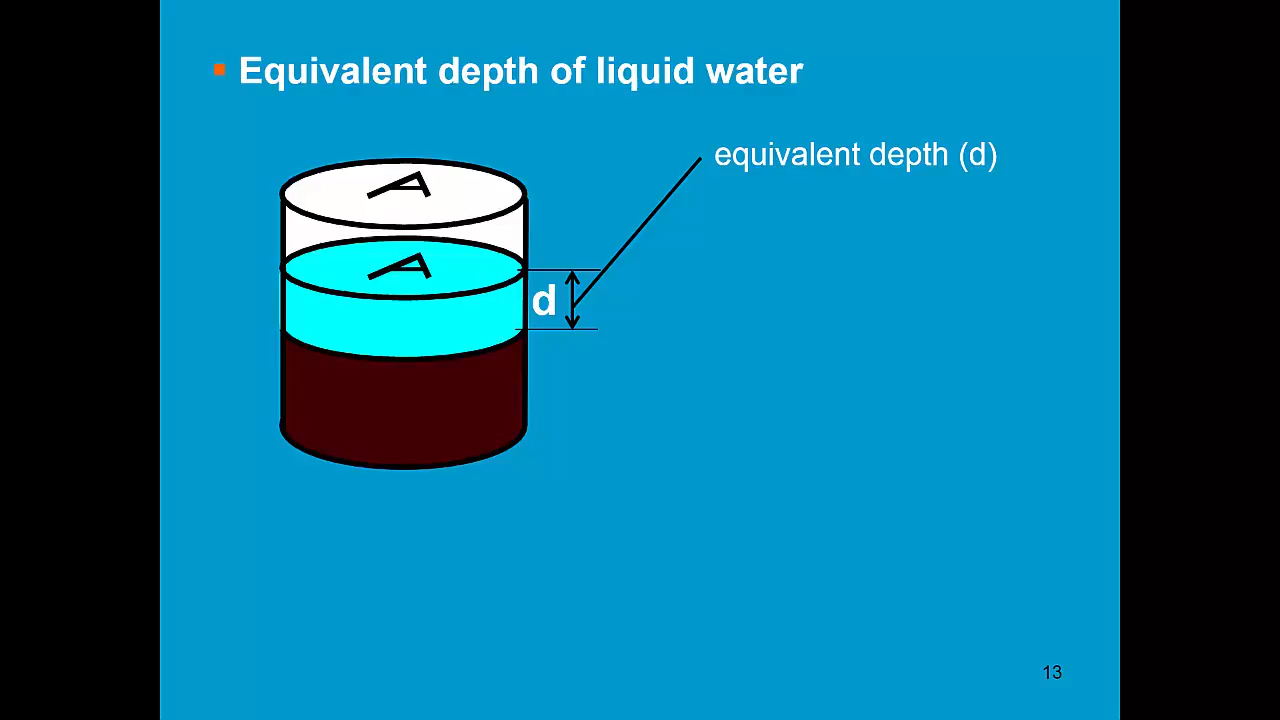 Equivalent depth of liquid water
equivalent depth (d)
A
A
d
13